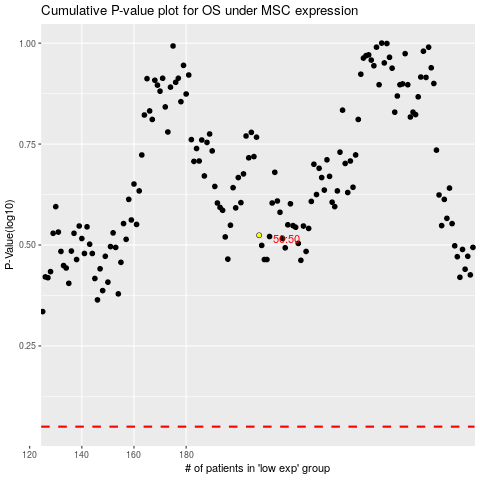 Cumulative P-value plot for OS under MSC expression
P-Value(log10)
1.00
0.75
0.50
0.25
50:50
120 140 160 180
# of patients in 'low exp' group